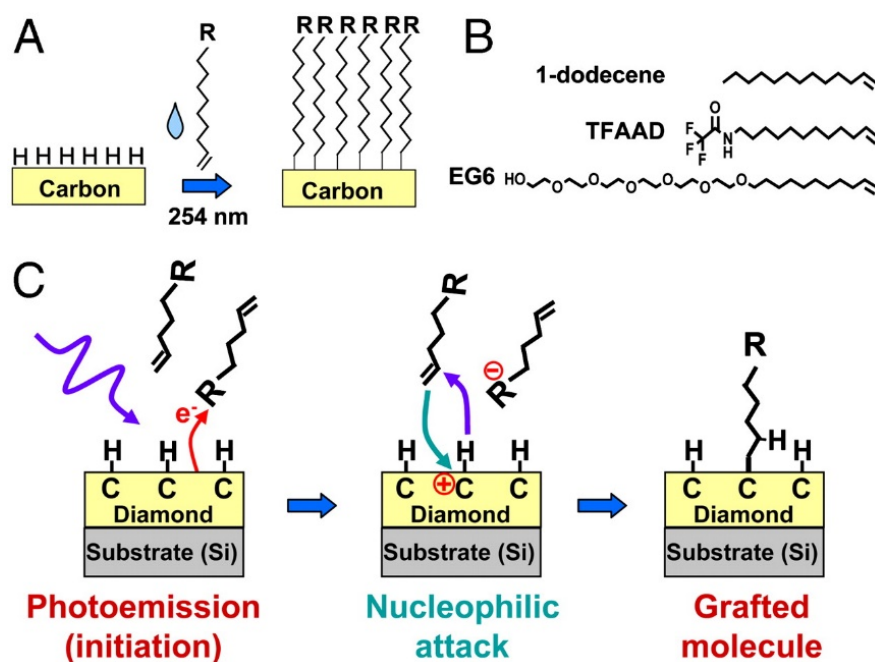 A
R
R R R R R R
H H H H H H
Carbon
254 nm
Carbon
B
1-dodecene
TFAAD
F
F
F
O
N
H
EG6
HO
O
O
O
O
O
O
C
R
R
e-
H
H
H
C
C
C
Diamond
Substrate (Si)
Photoemission
(initiation)
R
R
−
H
H
H
C
+
C
C
Diamond
Substrate (Si)
Nucleophilic
attack
R
H
H
H
C
C
C
Diamond
Substrate (Si)
Grafted
molecule